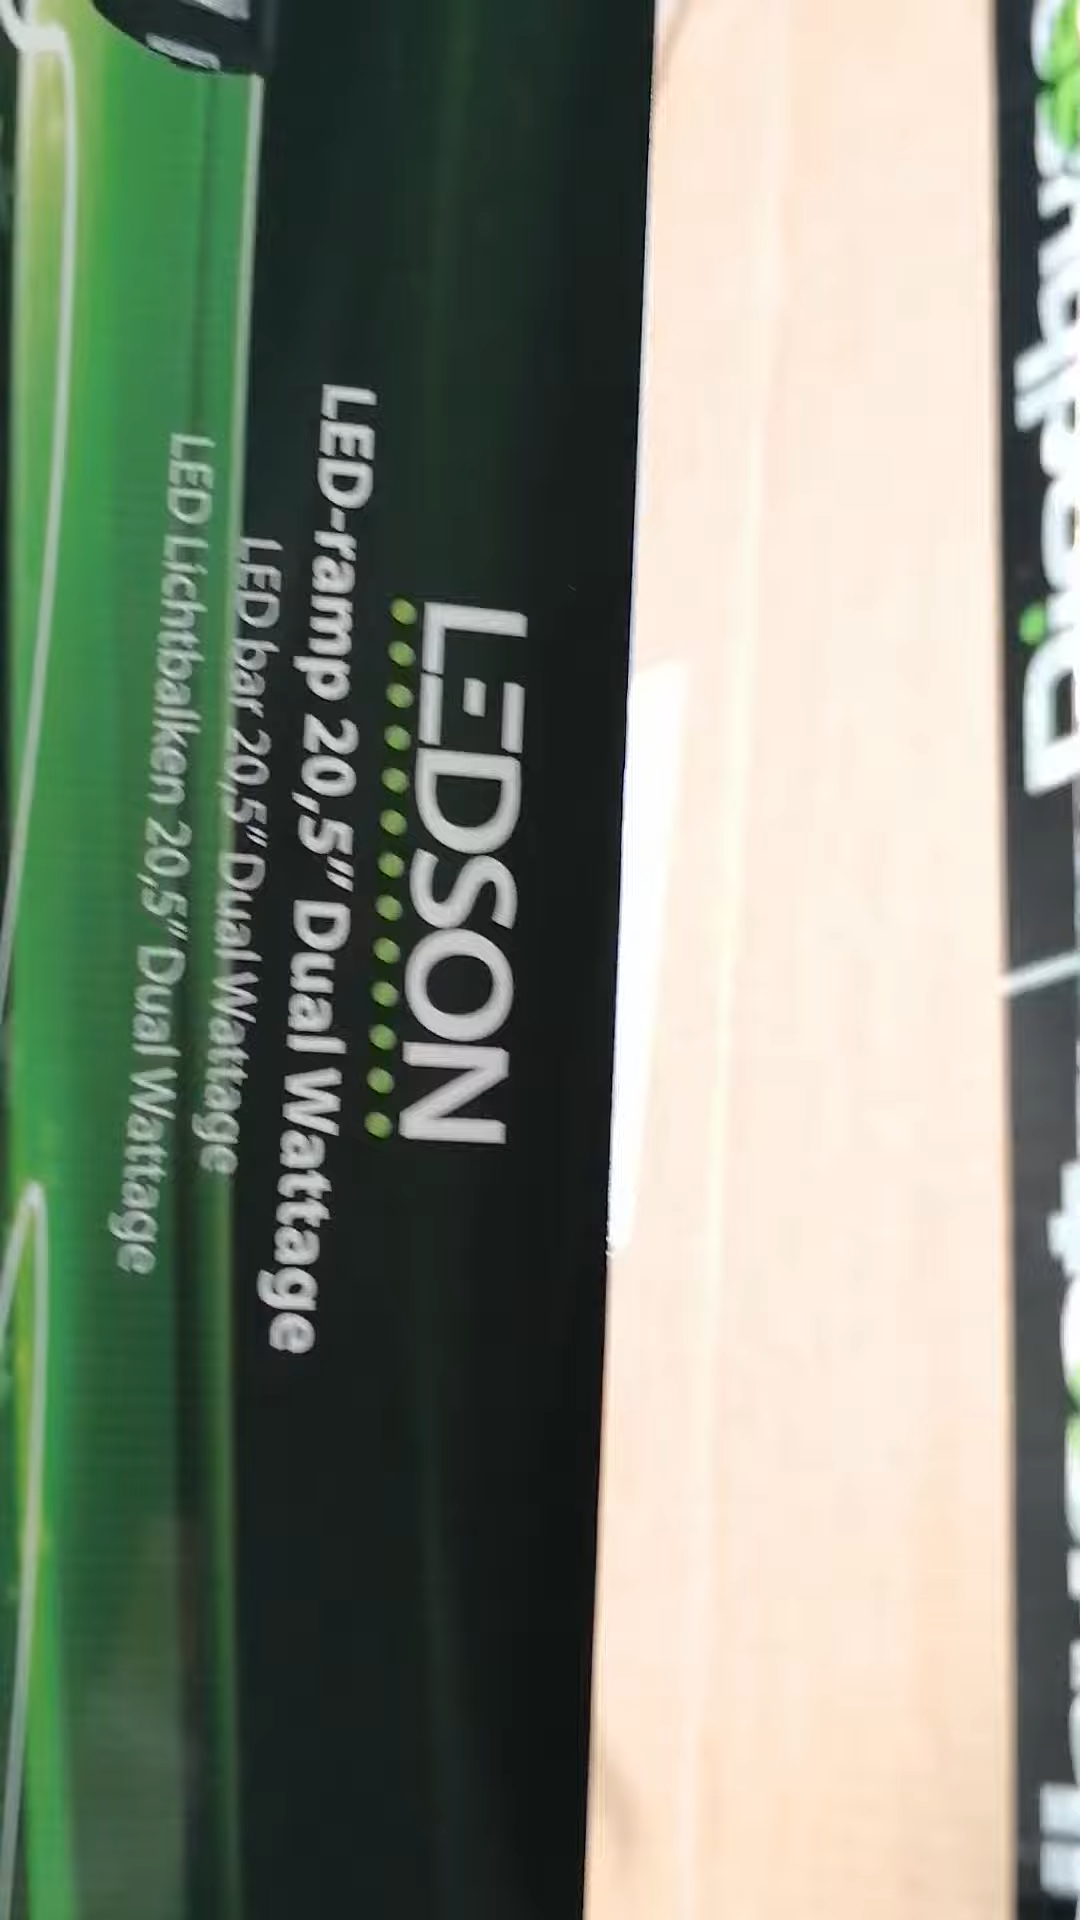 LEDSON
LED-ramp 20,5" Dual Wattage
LED bar 20,5" Dual Wattage
LED Lichtbalken 20,5" Dual Wattage